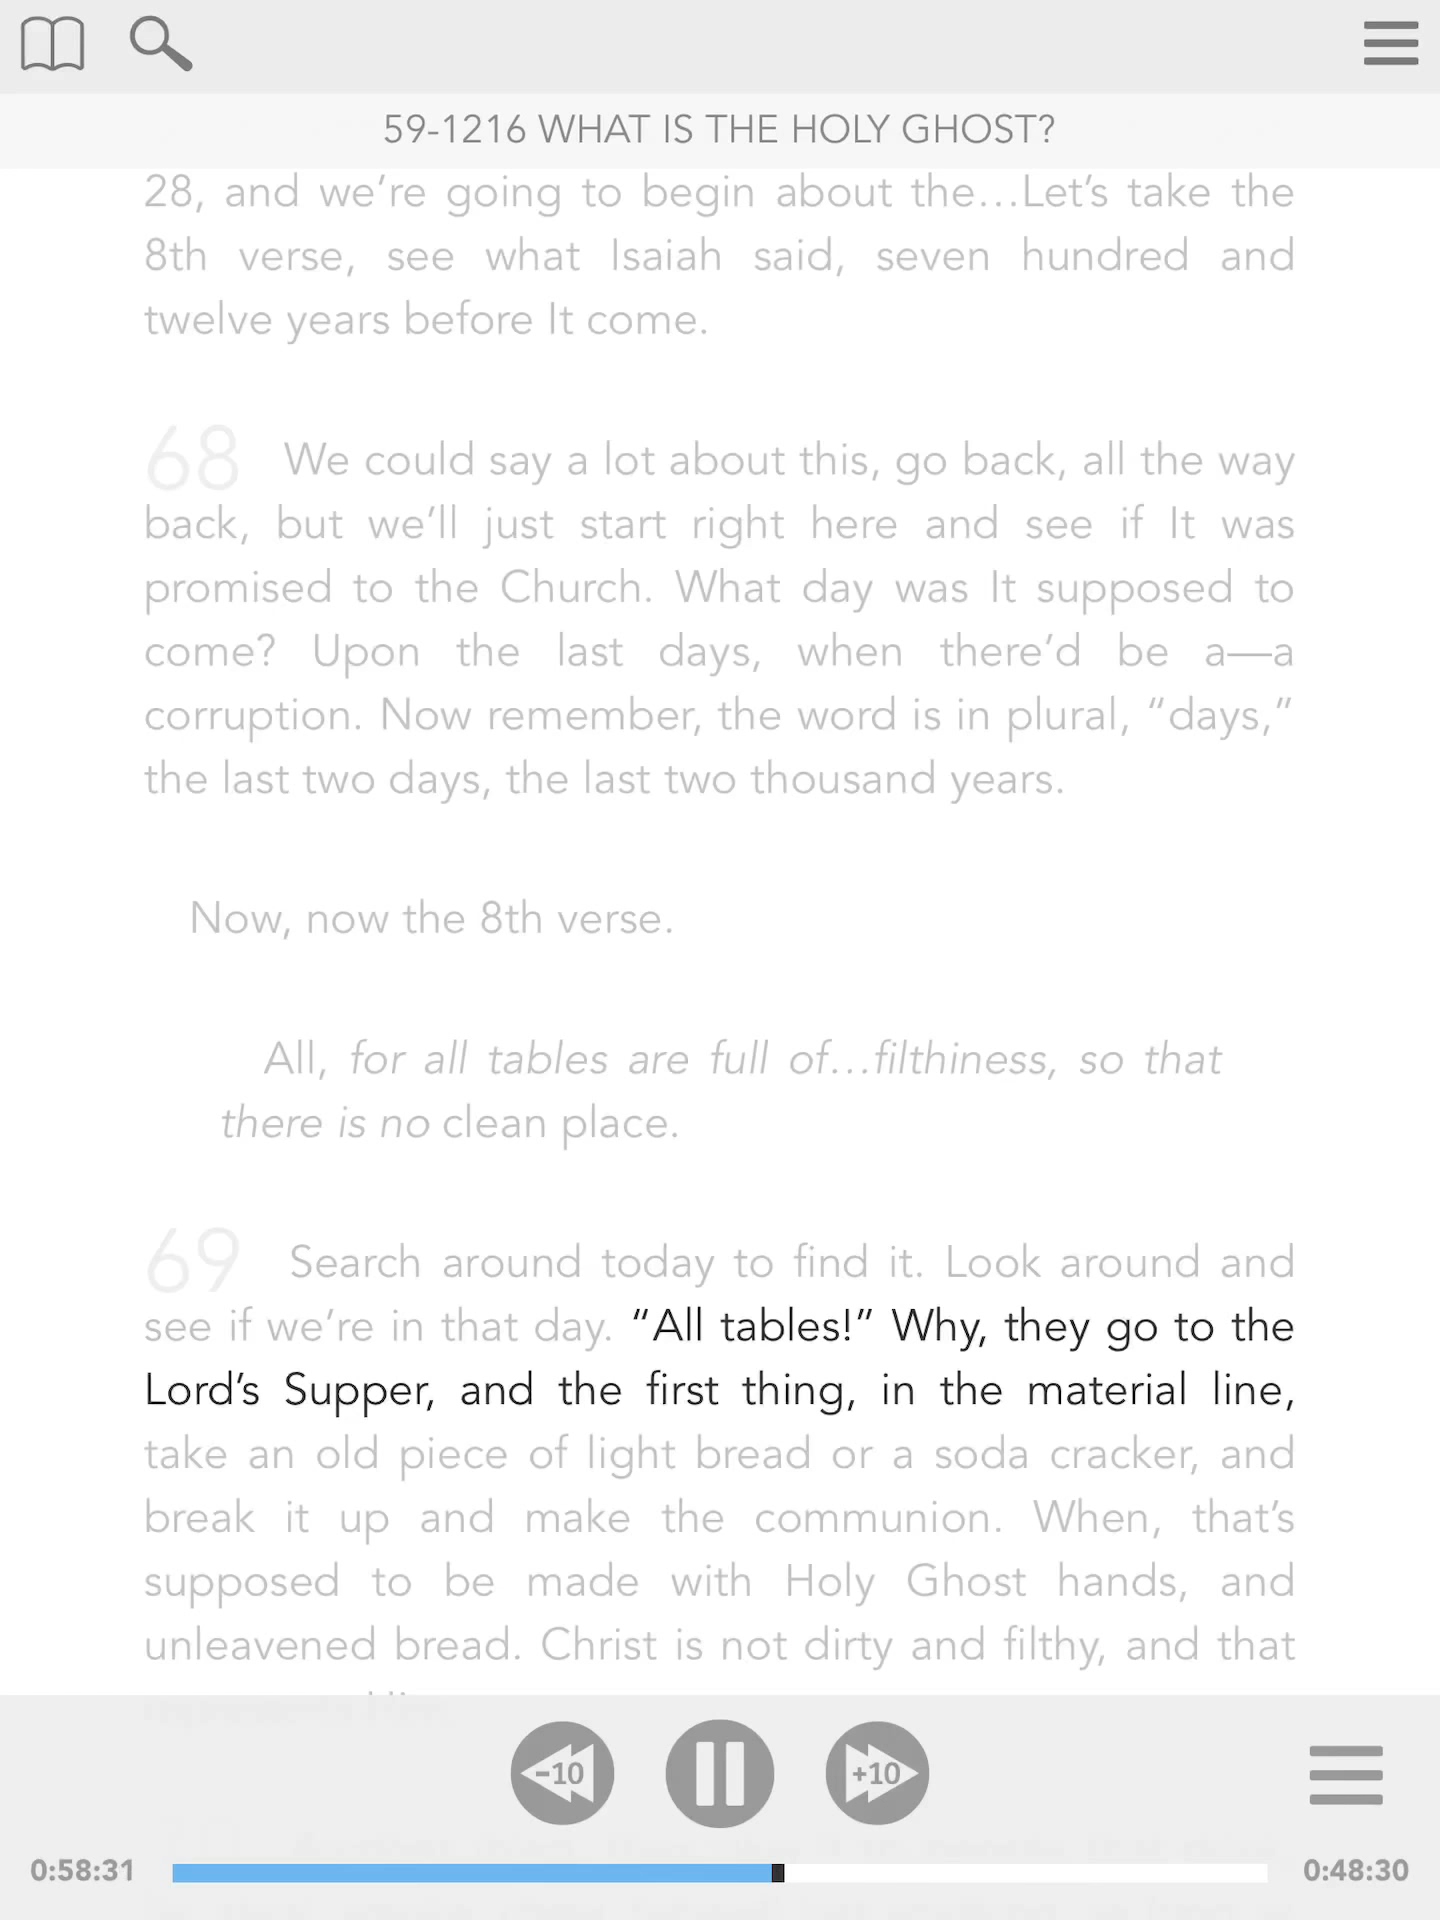 59-1216 WHAT IS THE HOLY GHOST?
28, and we’re going to begin about the…Let’s take the
8th verse, see what Isaiah said, seven hundred and
twelve years before It come.
68 We could say a lot about this, go back, all the way
back, but we’ll just start right here and see if It was
promised to the Church. What day was It supposed to
come? Upon the last days, when there’d be a—a
corruption. Now remember, the word is in plural, “days,”
the last two days, the last two thousand years.
Now, now the 8th verse.
All, for all tables are full of…filthiness, so that
there is no clean place.
69 Search around today to find it. Look around and
see if we’re in that day. “All tables!” Why, they go to the
Lord’s Supper, and the first thing, in the material line,
take an old piece of light bread or a soda cracker, and
break it up and make the communion. When, that’s
supposed to be made with Holy Ghost hands, and
unleavened bread. Christ is not dirty and filthy, and that
-10 +10
0:58:31 0:48:30